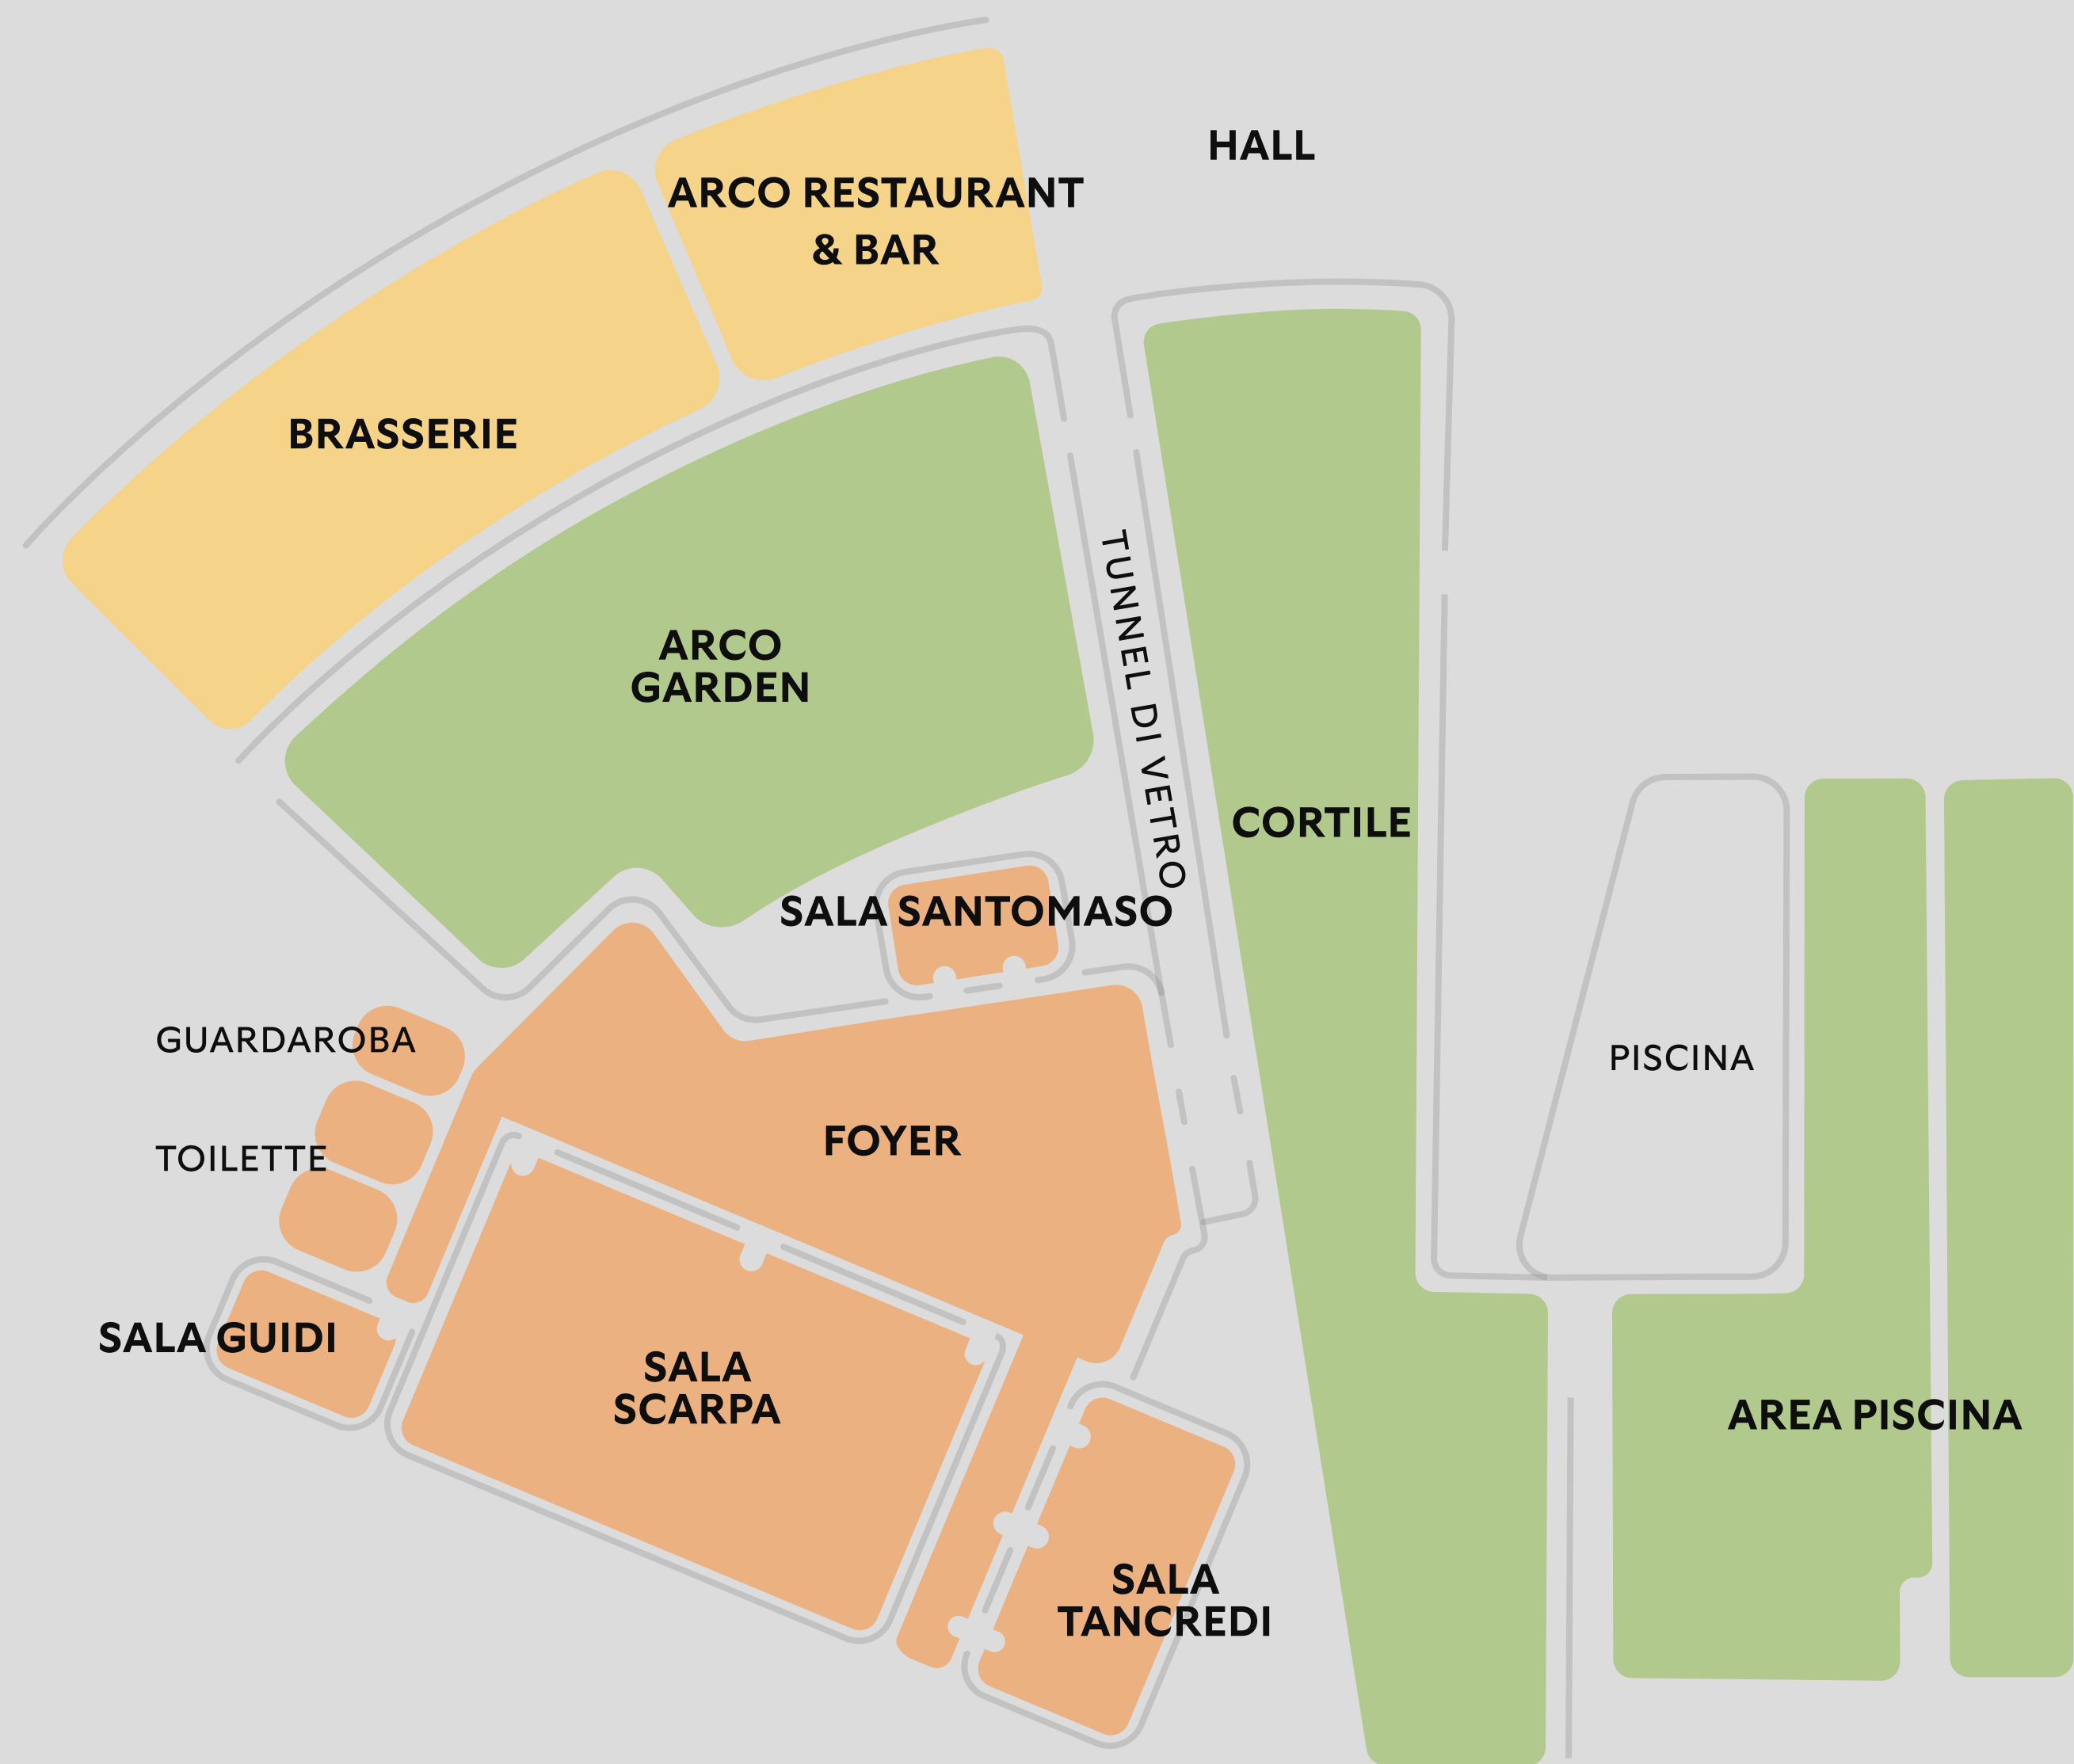 HALL
ARCO RESTAURANT
& BAR
BRASSERIE
ARCO
GARDEN
TUNNEL DI VETRO
CORTILE
SALA SANTOMASO
GUARDAROBA
PISCINA
FOYER
TOILETTE
SALA GUIDI
SALA
SCARPA
AREA PISCINA
SALA
TANCREDI